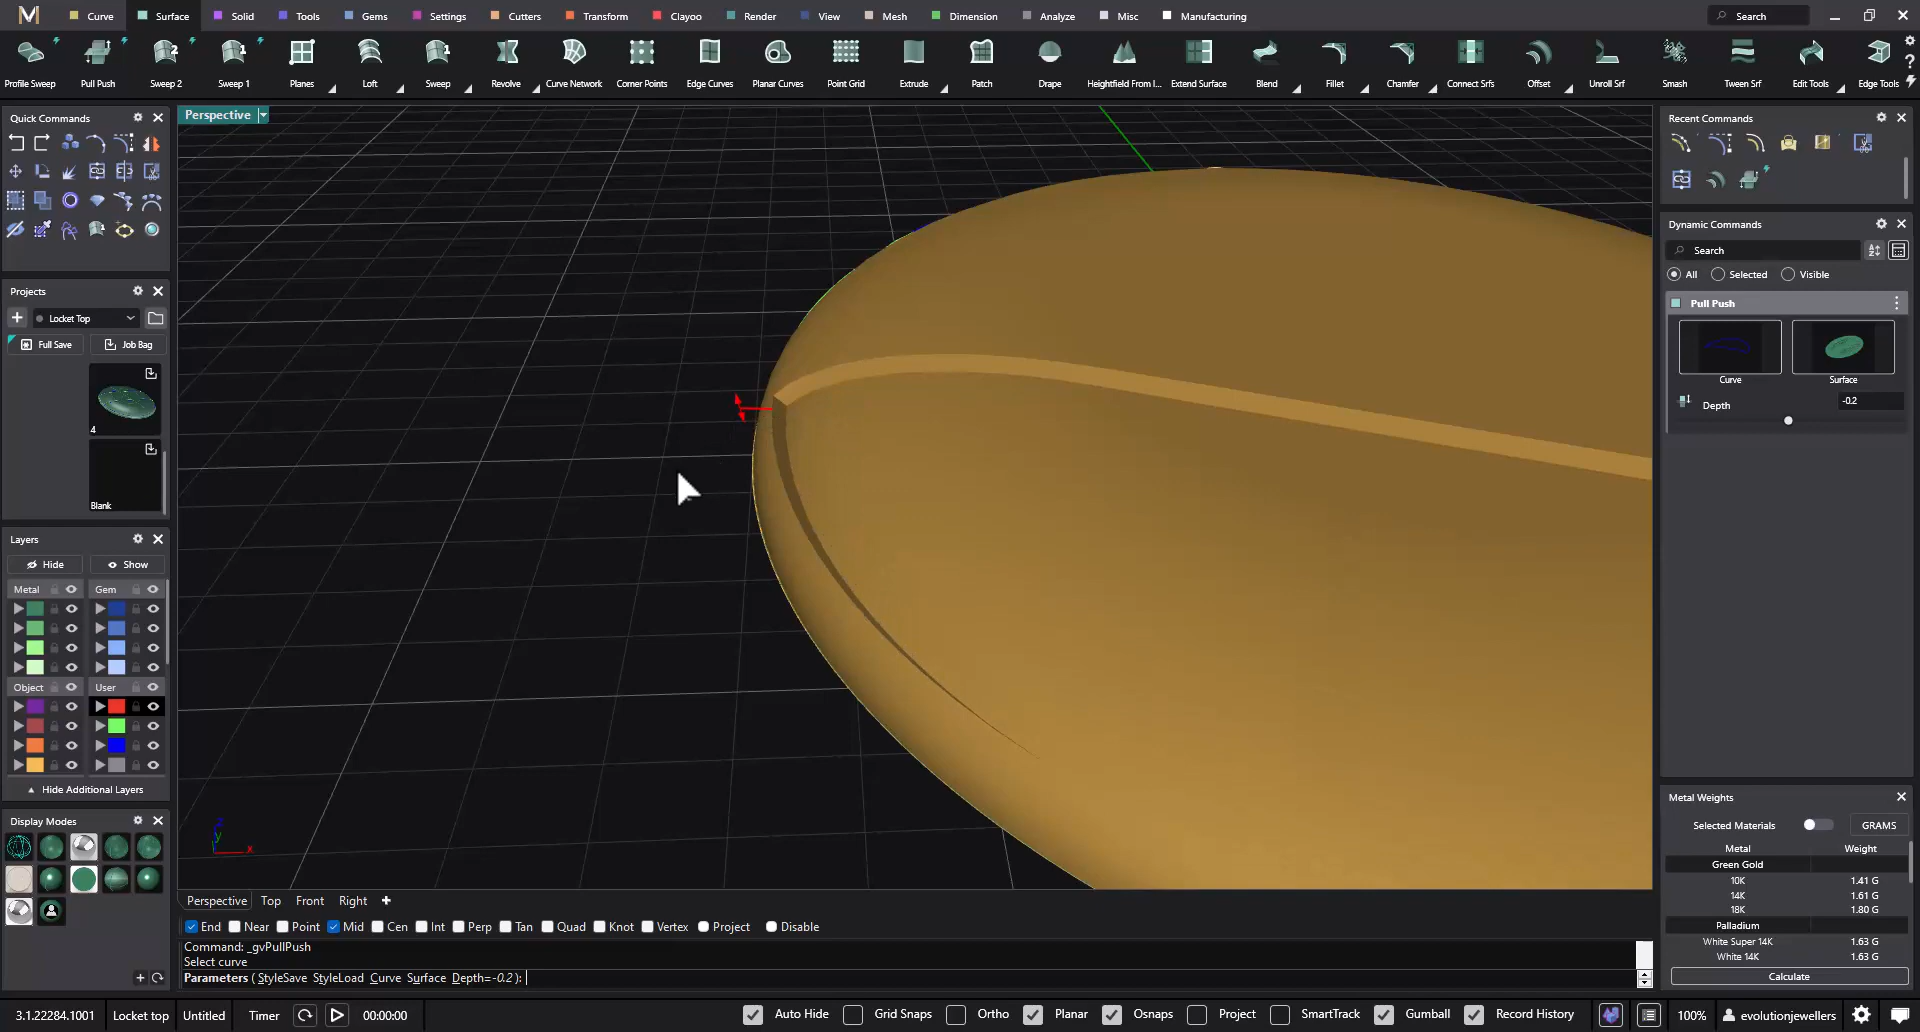 Curve Surface Solid Tools Gems Settings Cutters Transform Clayoo Render View Mesh Dimension Analyze Misc Manufacturing Search
Profile Sweep Pull Push Sweep 2 Sweep 1 Planes Loft Sweep Revolve Curve Network Corner Points Edge Curves Planar Curves Point Grid Extrude Patch Drape Heightfield From I... Extend Surface Blend Fillet Chamfer Connect Srfs Offset Unroll Srf Smash Tween Srf Edit Tools Edge Tools
Quick Commands
Projects
Locket Top
Full Save Job Bag
4
Blank
Layers
Hide Show
Metal Gem
Object User
Hide Additional Layers
Display Modes
Perspective
z
y
x
Perspective Top Front Right
End Near Point Mid Cen Int Perp Tan Quad Knot Vertex Project Disable
Command: _gvPullPush
Select curve
Parameters ( StyleSave StyleLoad Curve Surface Depth=-0.2 ):
Recent Commands
Dynamic Commands
Search
All Selected Visible
Pull Push
Curve Surface
Depth -0.2
Metal Weights
Selected Materials GRAMS
Metal Weight
Green Gold
10K 1.41 G
14K 1.61 G
18K 1.80 G
Palladium
White Super 14K 1.63 G
White 14K 1.63 G
Calculate
3.1.22284.1001 Locket top Untitled Timer 00:00:00 Auto Hide Grid Snaps Ortho Planar Osnaps Project SmartTrack Gumball Record History 100% evolutionjewellers